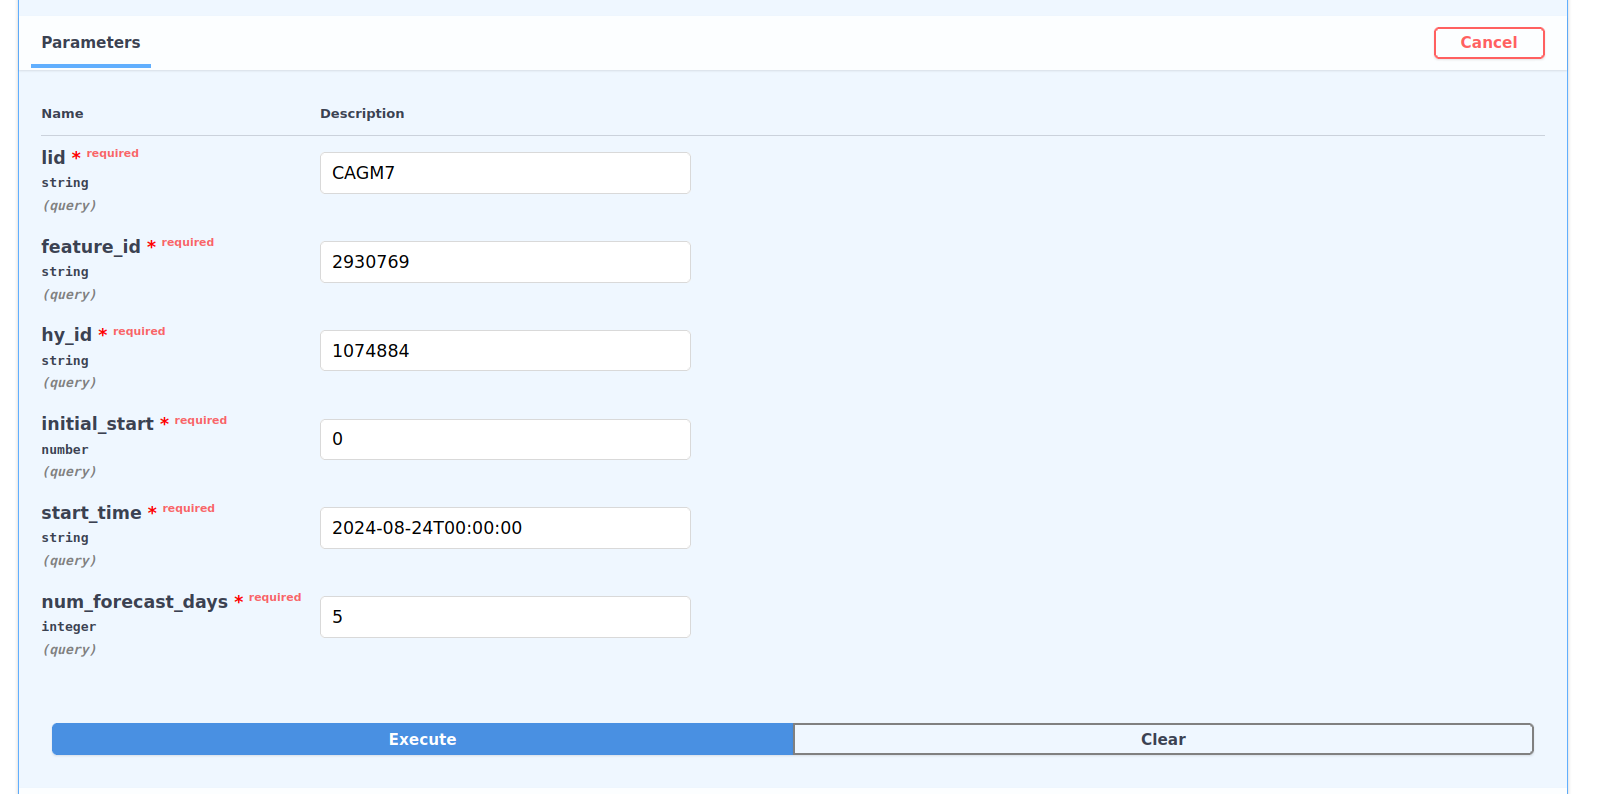 Parameters
Cancel
Name Description
lid * required
string
(query)
CAGM7
feature_id * required
string
(query)
2930769
hy_id * required
string
(query)
1074884
initial_start * required
number
(query)
0
start_time * required
string
(query)
2024-08-24T00:00:00
num_forecast_days * required
integer
(query)
5
Execute
Clear